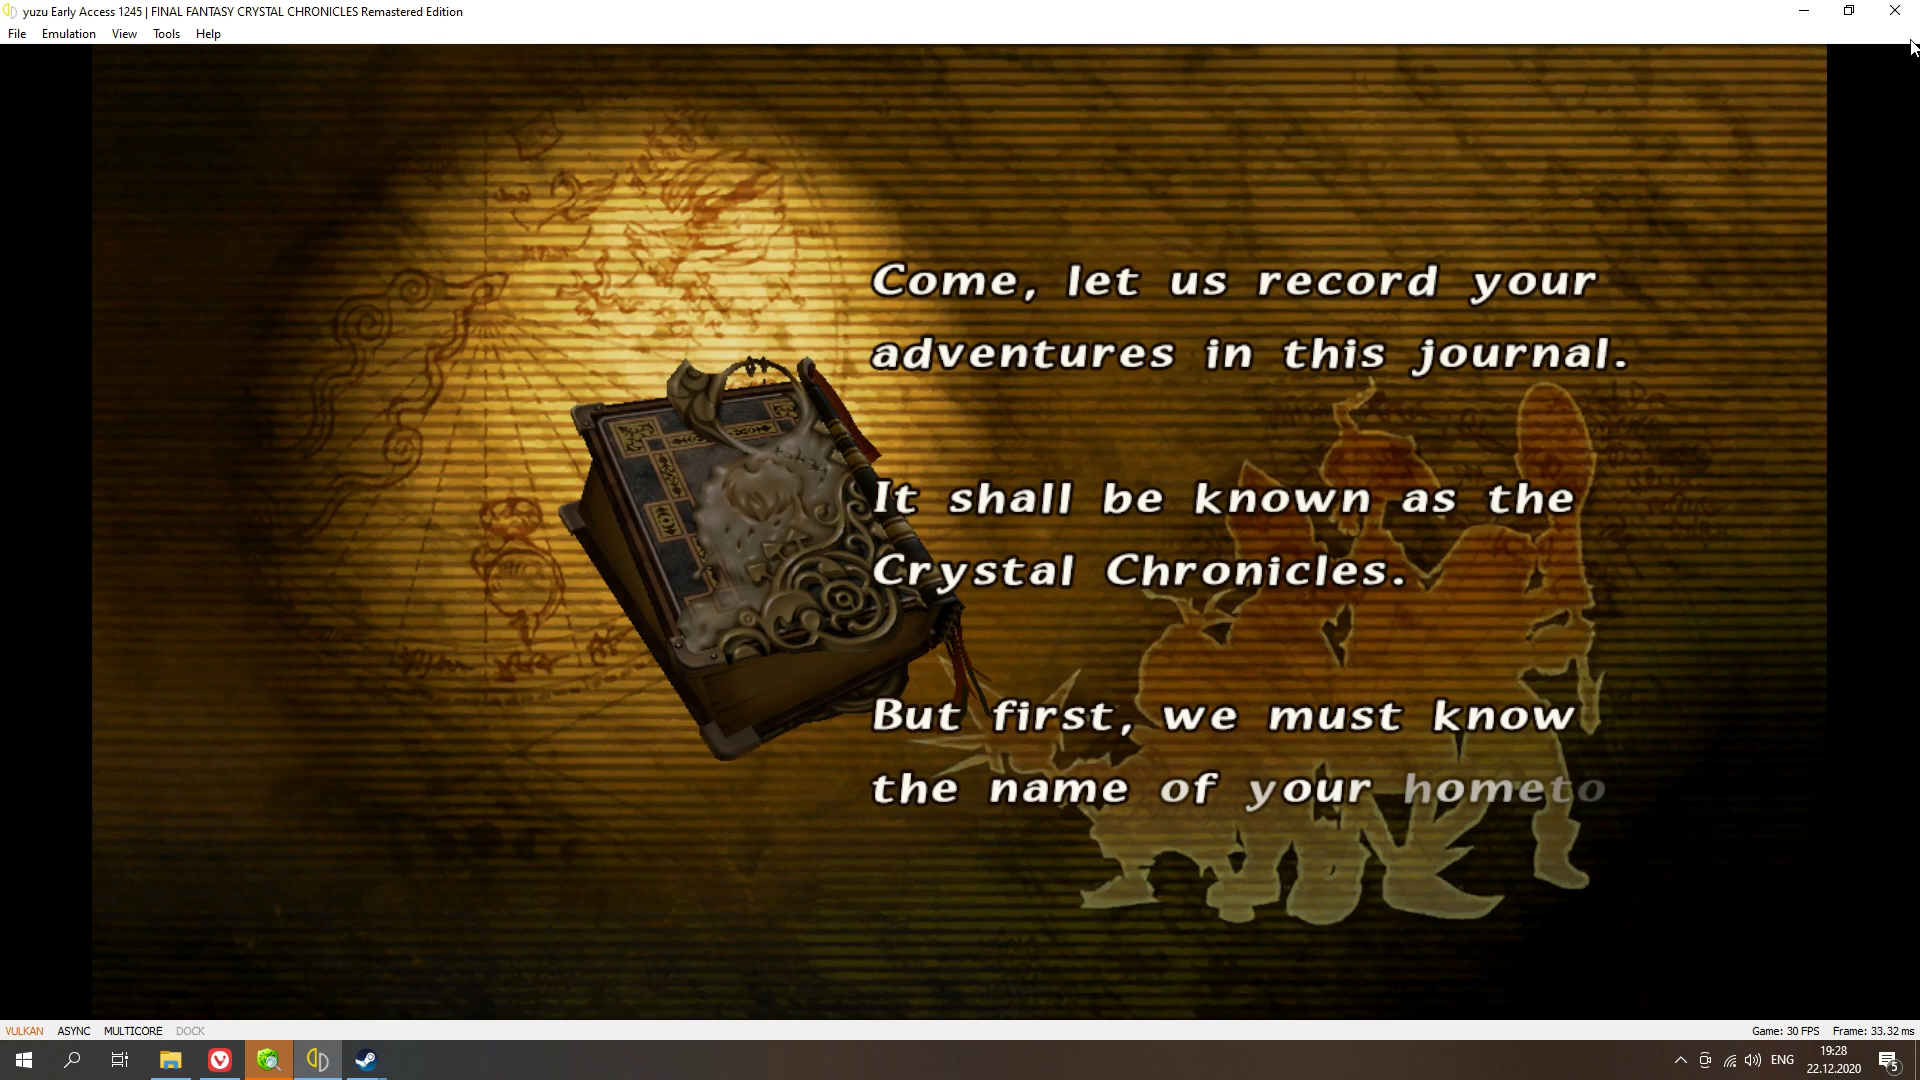 yuzu Early Access 1245 | FINAL FANTASY CRYSTAL CHRONICLES Remastered Edition
File Emulation View Tools Help
Come, let us record your
adventures in this journal.
It shall be known as the
Crystal Chronicles.
But first, we must know
the name of your hometo
VULKAN ASYNC MULTICORE DOCK
Game: 30 FPS Frame: 33.32 ms
ENG
19:28
22.12.2020
5